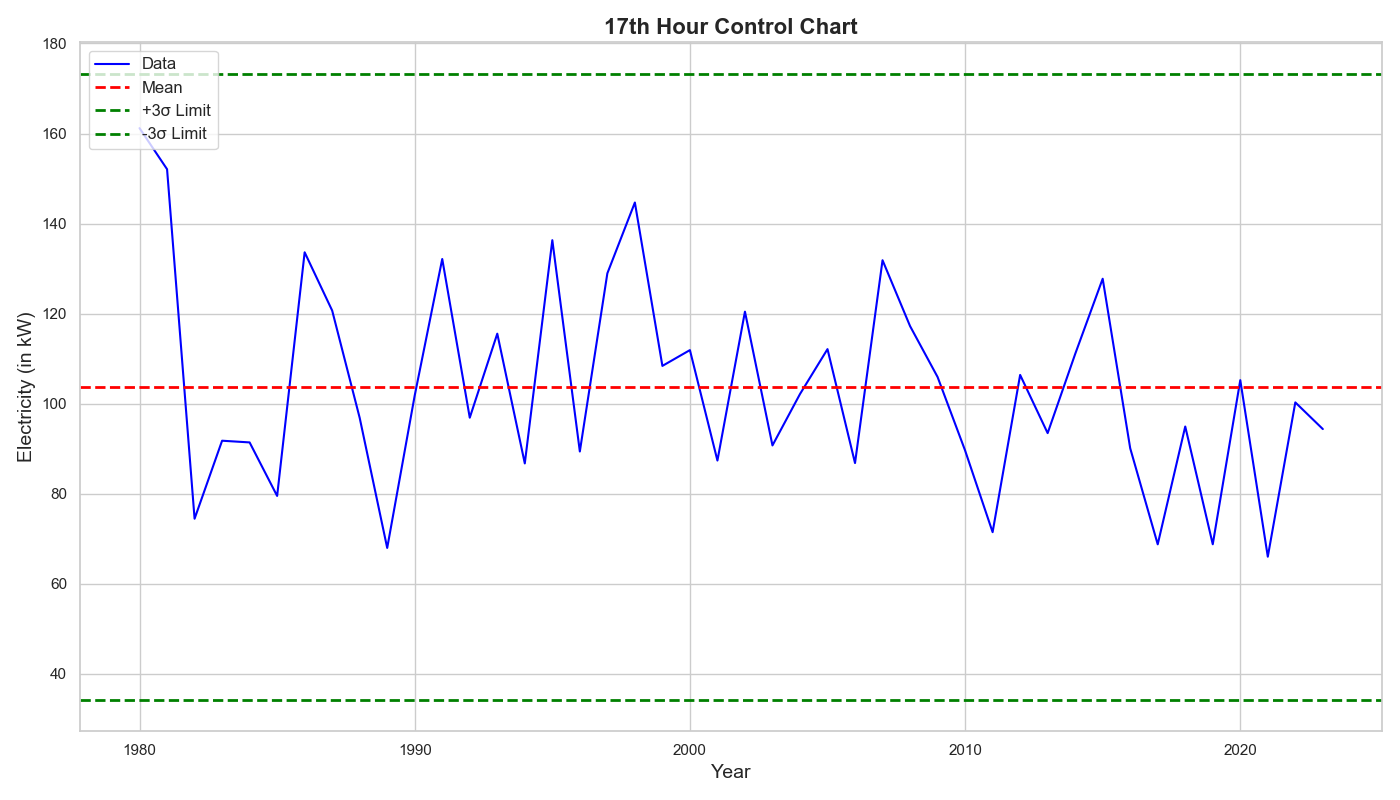 17th Hour Control Chart
Data
Mean
+3σ Limit
-3σ Limit
180
160
140
120
100
80
60
40
Electricity (in kW)
1980
1990
2000
2010
2020
Year